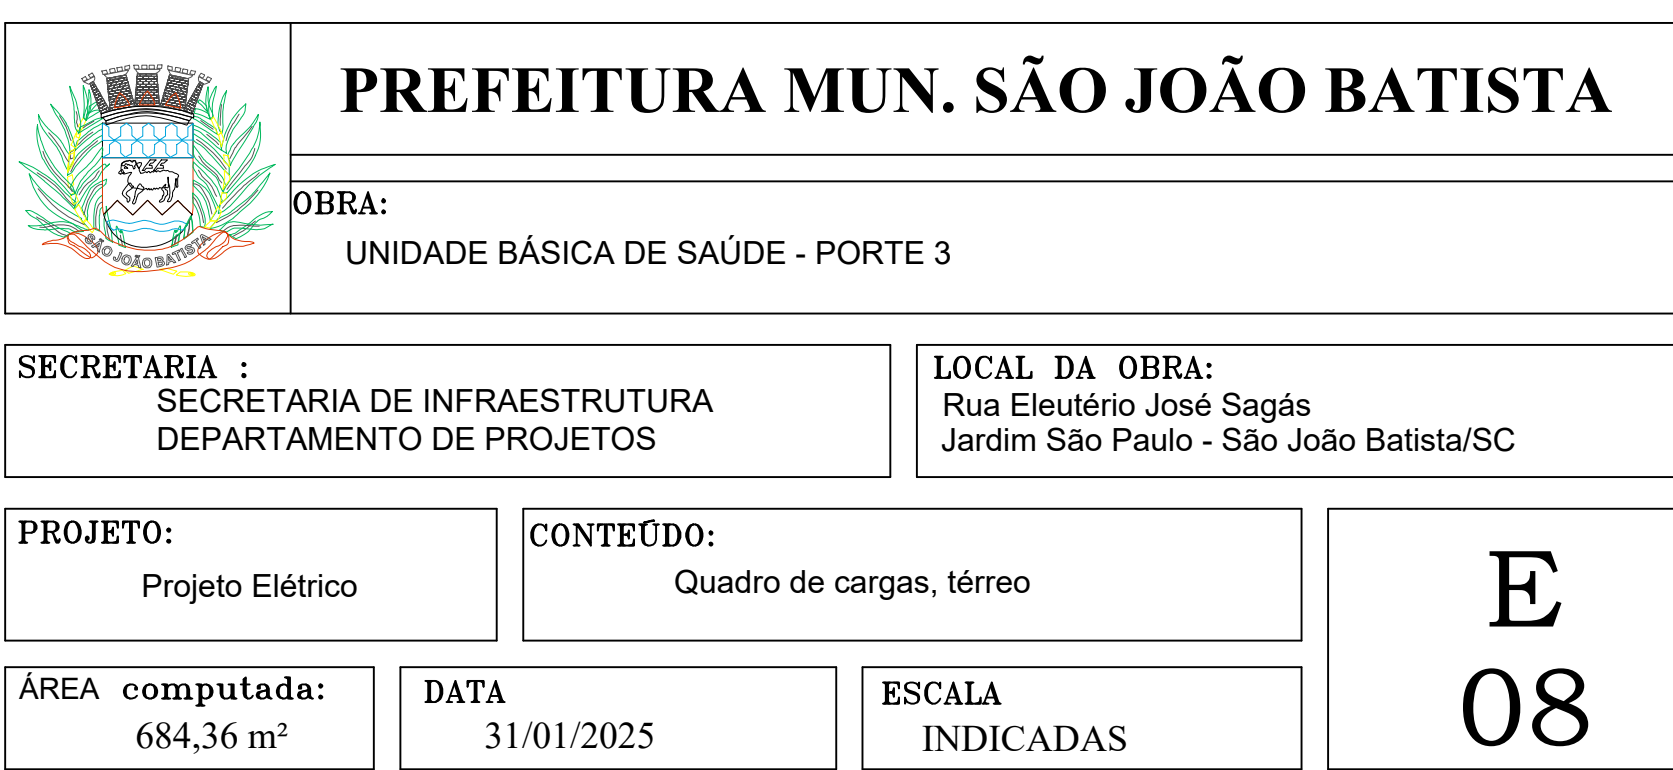 PREFEITURA MUN. SÃO JOÃO BATISTA
SÃO JOÃO BATISTA
OBRA:
UNIDADE BÁSICA DE SAÚDE - PORTE 3
SECRETARIA :
SECRETARIA DE INFRAESTRUTURA
DEPARTAMENTO DE PROJETOS
LOCAL DA OBRA:
Rua Eleutério José Sagás
Jardim São Paulo - São João Batista/SC
PROJETO:
Projeto Elétrico
CONTEÚDO:
Quadro de cargas, térreo
E
08
ÁREA computada:
684,36 m²
DATA
31/01/2025
ESCALA
INDICADAS